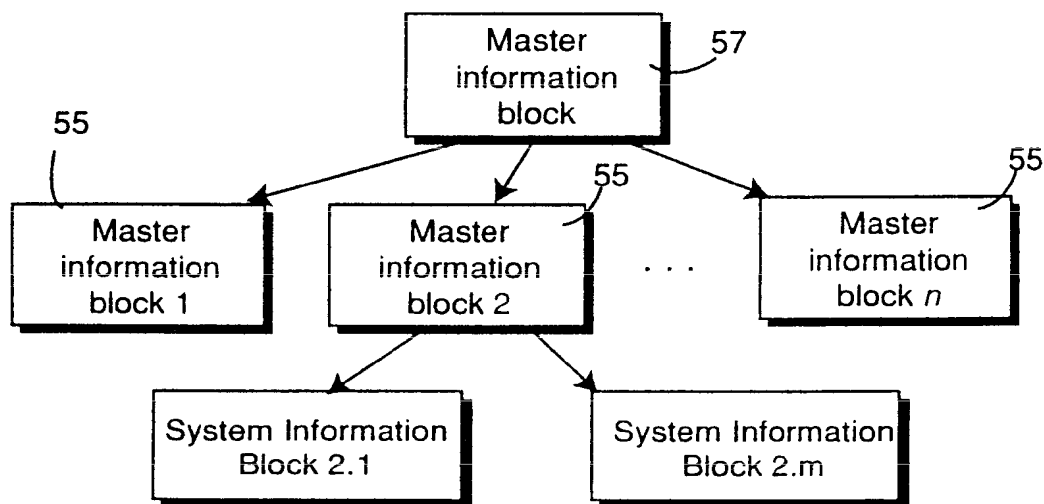 Master
information
block
57
55
Master
information
block 1
55
Master
information
block 2
. . .
55
Master
information
block n
System Information
Block 2.1
System Information
Block 2.m